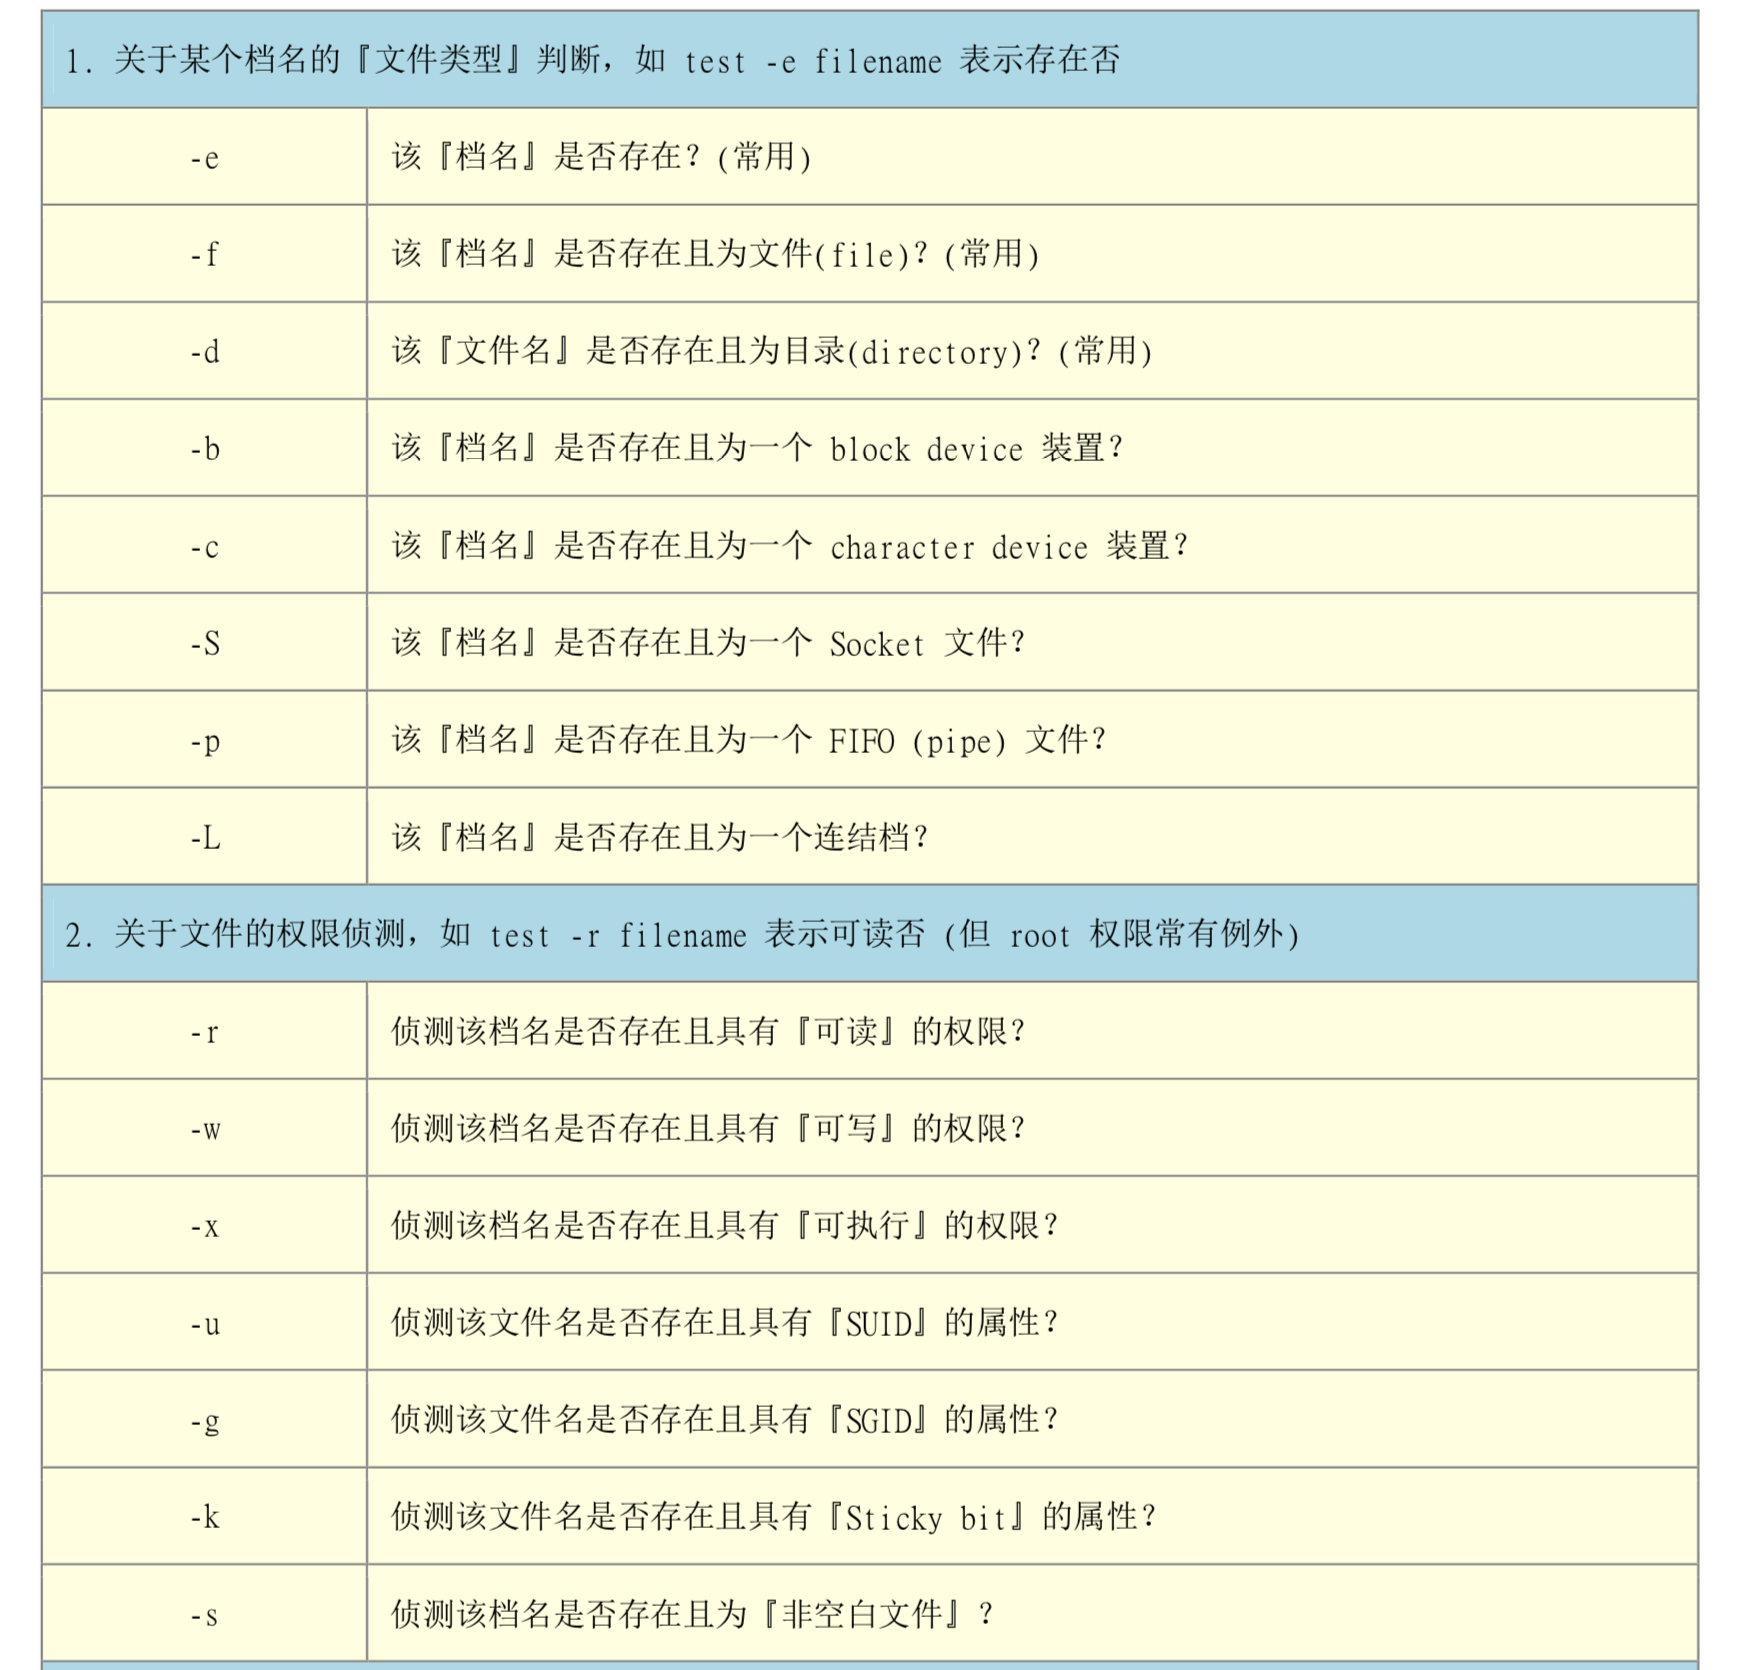 1. 关于某个档名的『文件类型』判断，如 test -e filename 表示存在否
-e 该『档名』是否存在？(常用)
-f 该『档名』是否存在且为文件(file)？(常用)
-d 该『文件名』是否存在且为目录(directory)？(常用)
-b 该『档名』是否存在且为一个 block device 装置？
-c 该『档名』是否存在且为一个 character device 装置？
-S 该『档名』是否存在且为一个 Socket 文件？
-p 该『档名』是否存在且为一个 FIFO (pipe) 文件？
-L 该『档名』是否存在且为一个连结档？
2. 关于文件的权限侦测，如 test -r filename 表示可读否 (但 root 权限常有例外)
-r 侦测该档名是否存在且具有『可读』的权限？
-w 侦测该档名是否存在且具有『可写』的权限？
-x 侦测该档名是否存在且具有『可执行』的权限？
-u 侦测该文件名是否存在且具有『SUID』的属性？
-g 侦测该文件名是否存在且具有『SGID』的属性？
-k 侦测该文件名是否存在且具有『Sticky bit』的属性？
-s 侦测该档名是否存在且为『非空白文件』？